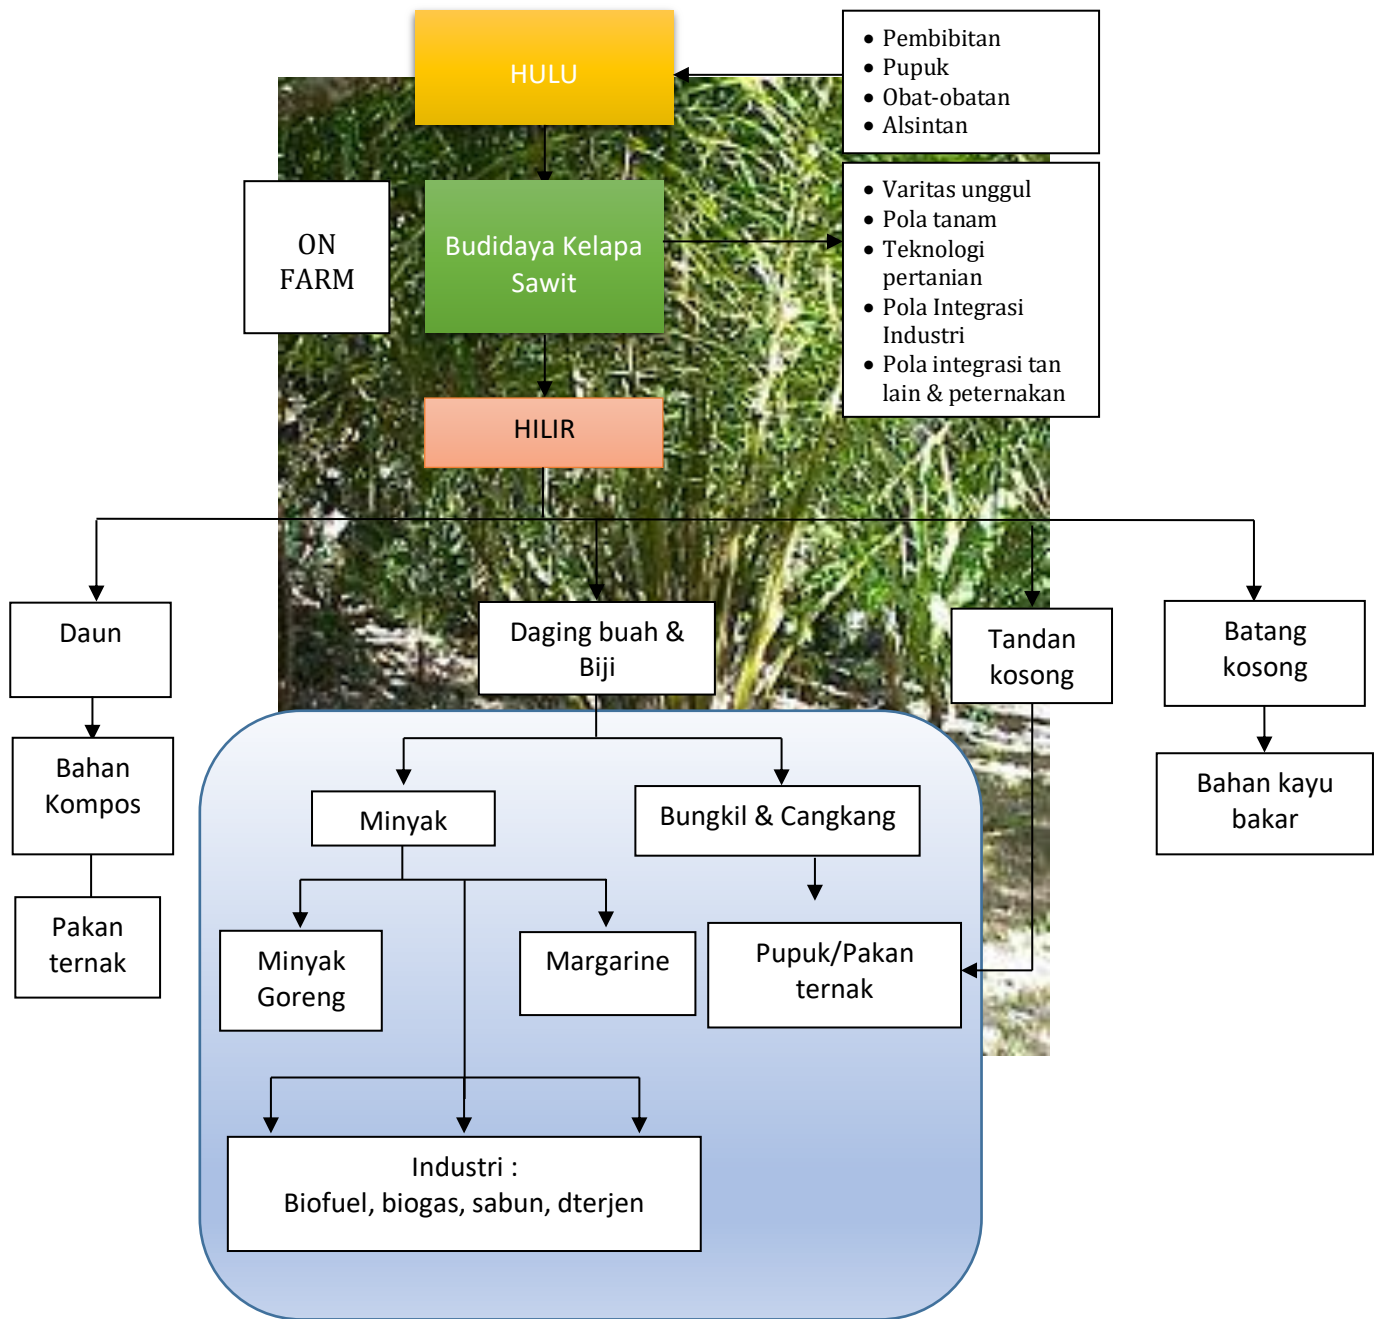 HULU
• Pembibitan
• Pupuk
• Obat-obatan
• Alsintan
ON
FARM
Budidaya Kelapa
Sawit
• Varitas unggul
• Pola tanam
• Teknologi
pertanian
• Pola Integrasi
Industri
• Pola integrasi tan
lain & peternakan
HILIR
Daun
Daging buah &
Biji
Tandan
kosong
Batang
kosong
Bahan
Kompos
Minyak
Bungkil & Cangkang
Bahan kayu
bakar
Pakan
ternak
Minyak
Goreng
Margarine
Pupuk/Pakan
ternak
Industri :
Biofuel, biogas, sabun, dterjen